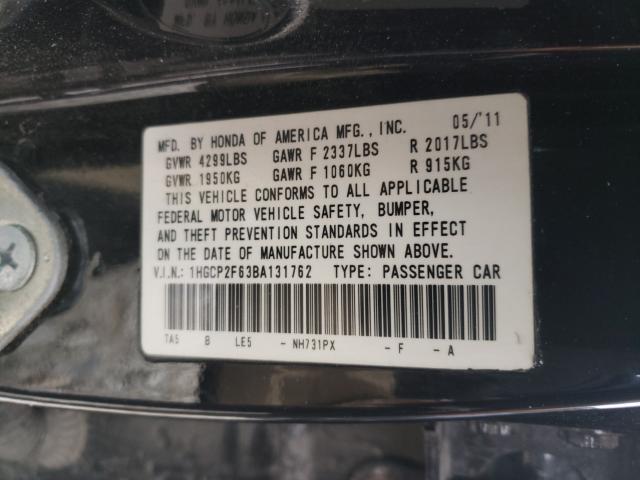 05/'11
MFD. BY HONDA OF AMERICA MFG., INC.
GVWR 4299LBS GAWR F 2337LBS R 2017LBS
GVWR 1950KG GAWR F 1060KG R 915KG
THIS VEHICLE CONFORMS TO ALL APPLICABLE
FEDERAL MOTOR VEHICLE SAFETY, BUMPER,
AND THEFT PREVENTION STANDARDS IN EFFECT
ON THE DATE OF MANUFACTURE SHOWN ABOVE.
V.I.N.: 1HGCP2F63BA131762 TYPE: PASSENGER CAR
TA5 B LE5 - NH731PX - F - A